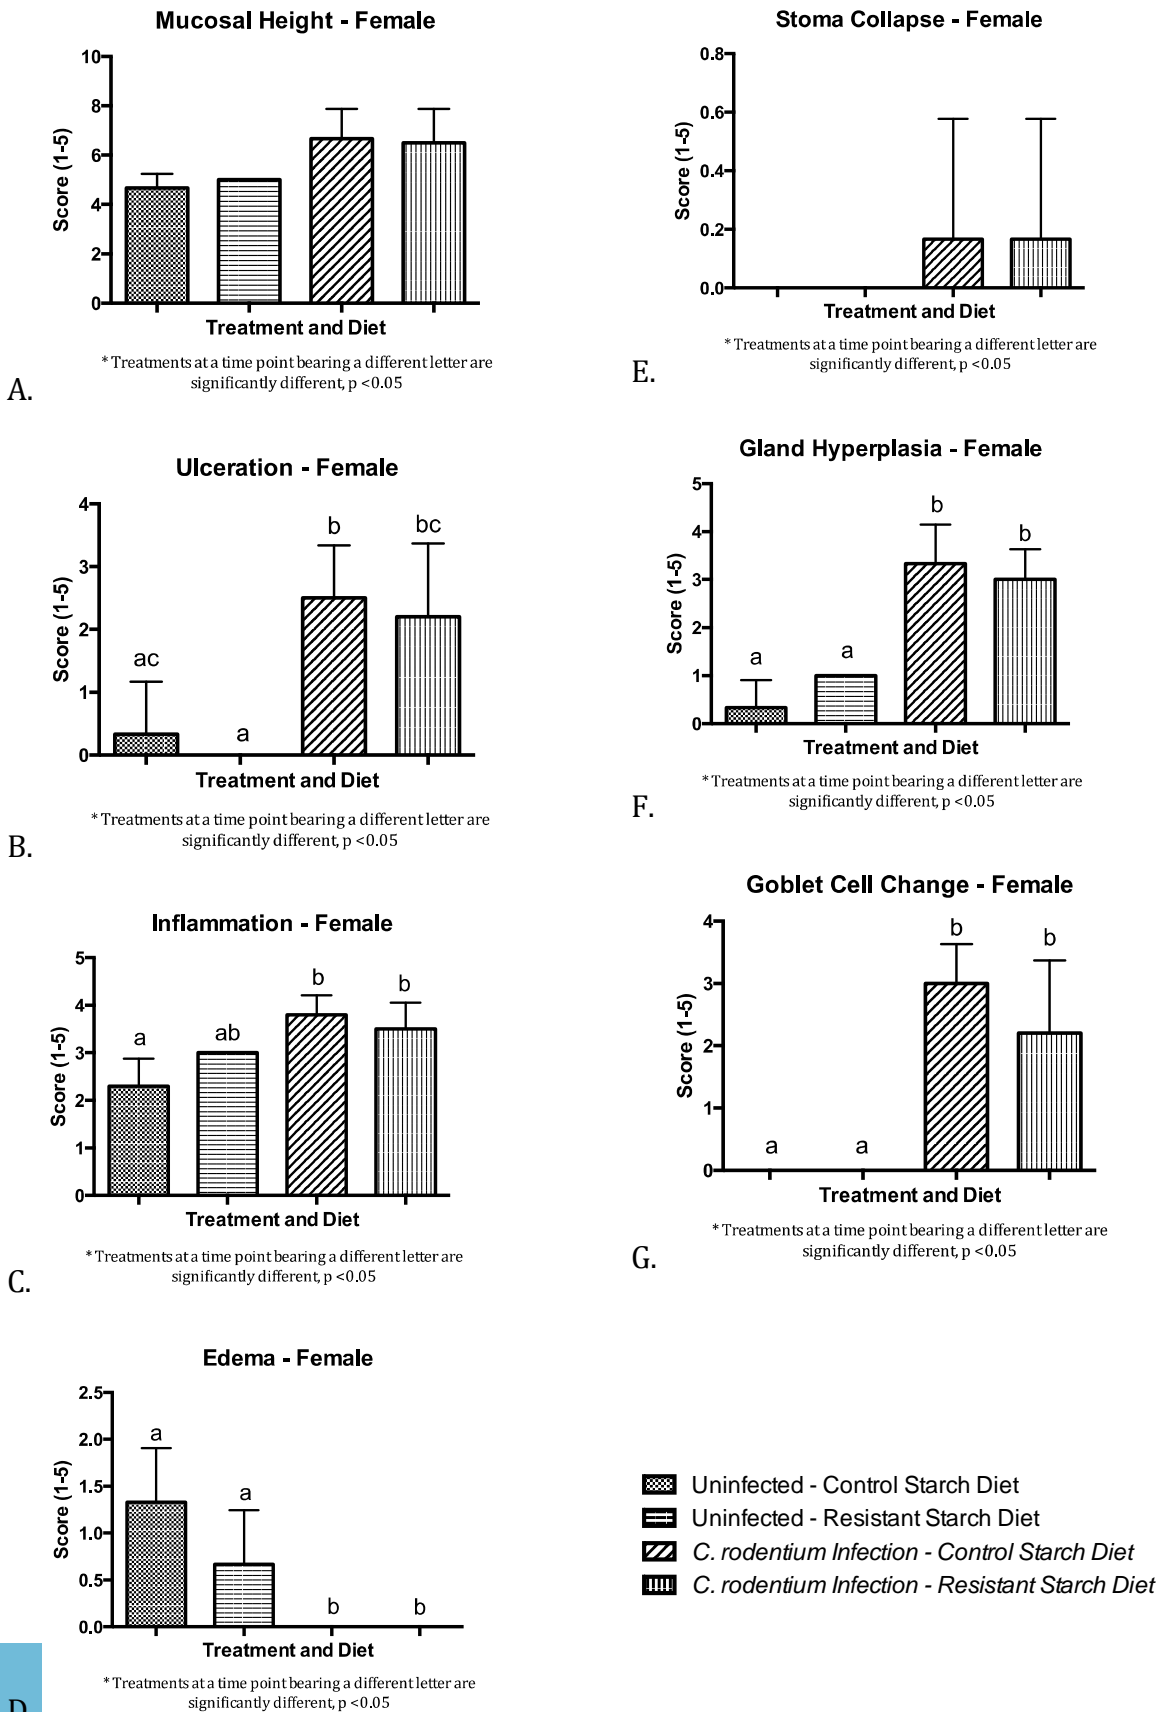 Mucosal Height - Female
Score (1-5)
10
8
6
4
2
0
Treatment and Diet
* Treatments at a time point bearing a different letter are
significantly different, p <0.05
A.
Ulceration - Female
Score (1-5)
4
3
2
1
0
ac
a
b
bc
Treatment and Diet
* Treatments at a time point bearing a different letter are
significantly different, p <0.05
B.
Inflammation - Female
Score (1-5)
5
4
3
2
1
0
a
ab
b
b
Treatment and Diet
* Treatments at a time point bearing a different letter are
significantly different, p <0.05
C.
Edema - Female
Score (1-5)
2.5
2.0
1.5
1.0
0.5
0.0
a
a
b
b
Treatment and Diet
* Treatments at a time point bearing a different letter are
significantly different, p <0.05
D.
Stoma Collapse - Female
Score (1-5)
0.8
0.6
0.4
0.2
0.0
Treatment and Diet
* Treatments at a time point bearing a different letter are
significantly different, p <0.05
E.
Gland Hyperplasia - Female
Score (1-5)
5
4
3
2
1
0
a
a
b
b
Treatment and Diet
* Treatments at a time point bearing a different letter are
significantly different, p <0.05
F.
Goblet Cell Change - Female
Score (1-5)
4
3
2
1
0
a
a
b
b
Treatment and Diet
* Treatments at a time point bearing a different letter are
significantly different, p <0.05
G.
Uninfected - Control Starch Diet
Uninfected - Resistant Starch Diet
C. rodentium Infection - Control Starch Diet
C. rodentium Infection - Resistant Starch Diet